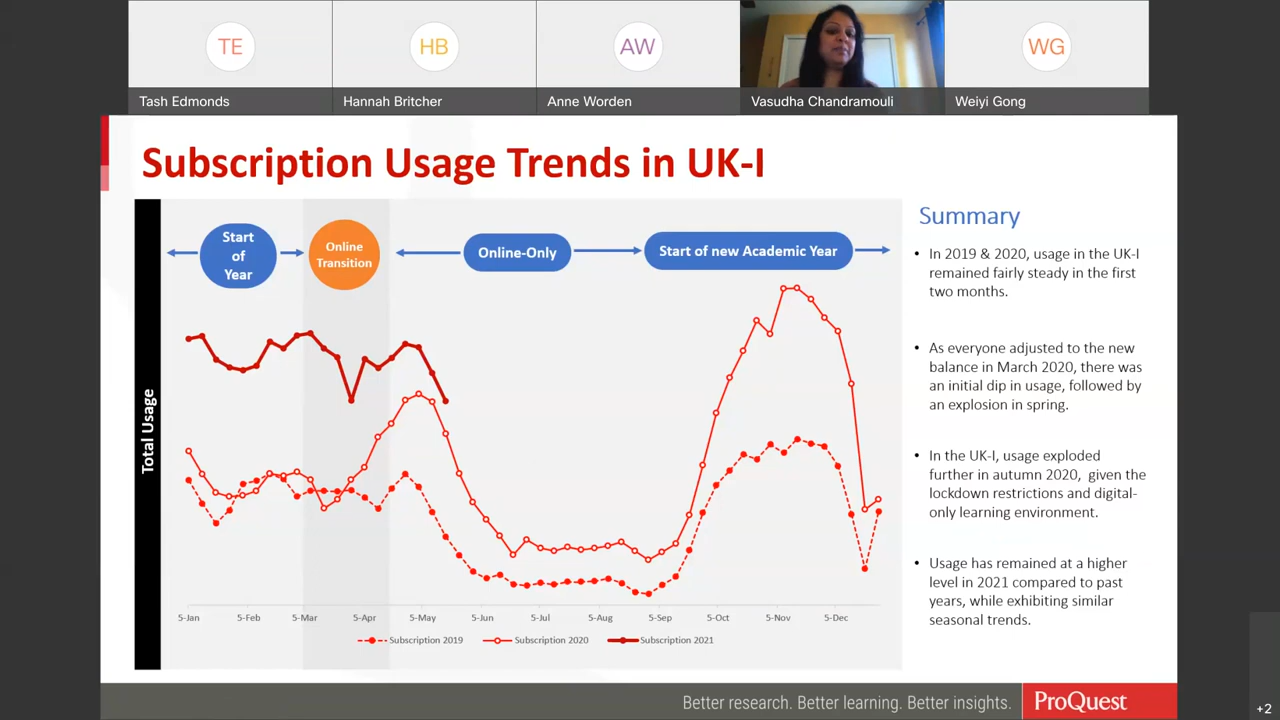 TE
HB
AW
WG
Tash Edmonds
Hannah Britcher
Anne Worden
Vasudha Chandramouli
Weiyi Gong
Subscription Usage Trends in UK-I
Start
of
Year
Online
Transition
Online-Only
Start of new Academic Year
Total Usage
5-Jan
5-Feb
5-Mar
5-Apr
5-May
5-Jun
5-Jul
5-Aug
5-Sep
5-Oct
5-Nov
5-Dec
Subscription 2019
Subscription 2020
Subscription 2021
Summary
• In 2019 & 2020, usage in the UK-I
remained fairly steady in the first
two months.
• As everyone adjusted to the new
balance in March 2020, there was
an initial dip in usage, followed by
an explosion in spring.
• In the UK-I, usage exploded
further in autumn 2020, given the
lockdown restrictions and digital-
only learning environment.
• Usage has remained at a higher
level in 2021 compared to past
years, while exhibiting similar
seasonal trends.
Better research. Better learning. Better insights.
ProQuest
+2